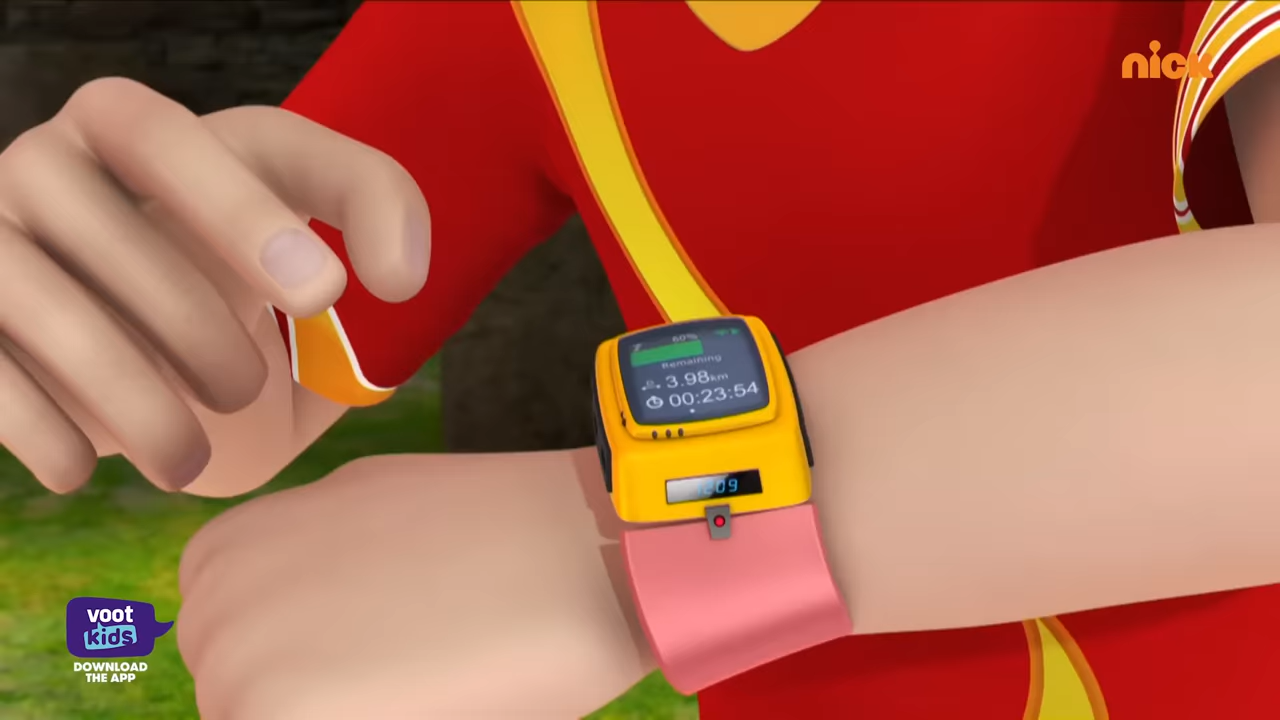 nick
60%
Remaining
3.98km
00:23:54
voot
kids
DOWNLOAD
THE APP